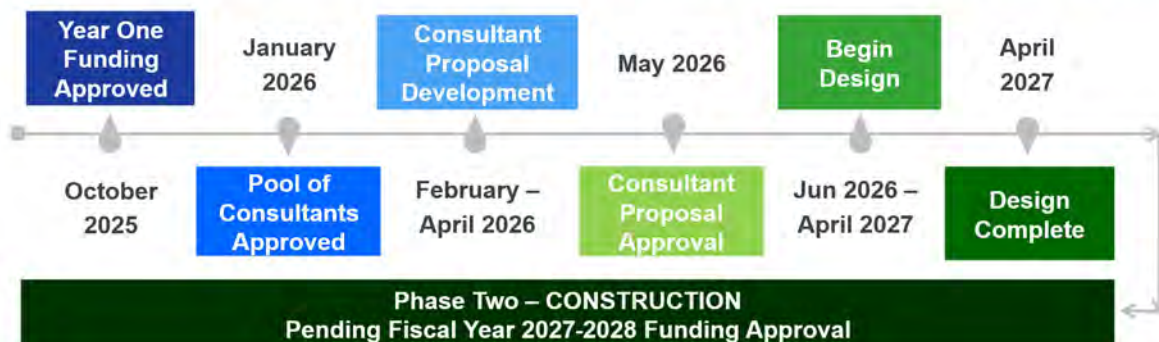 Year One
Funding
Approved
October
2025
January
2026
Pool of
Consultants
Approved
Consultant
Proposal
Development
February –
April 2026
May 2026
Consultant
Proposal
Approval
Begin
Design
Jun 2026 –
April 2027
April
2027
Design
Complete
Phase Two – CONSTRUCTION
Pending Fiscal Year 2027-2028 Funding Approval